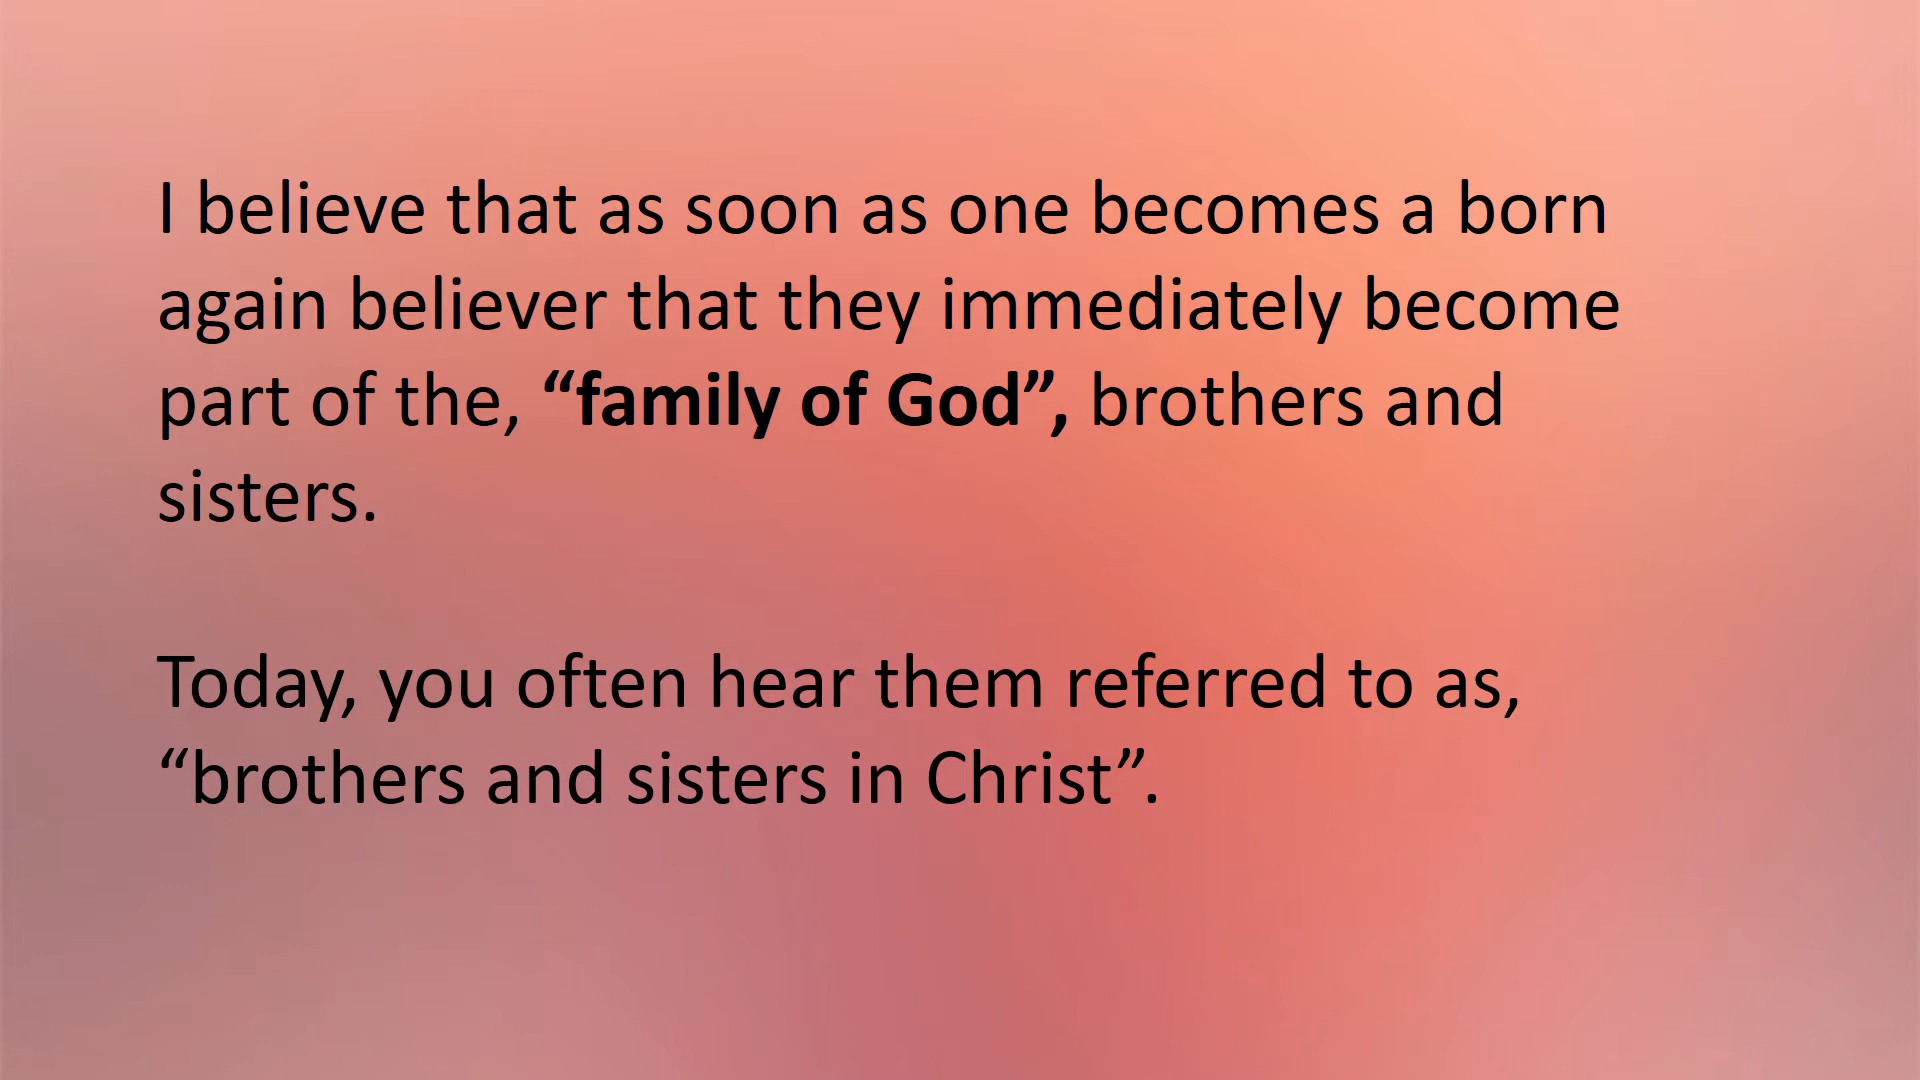 I believe that as soon as one becomes a born
again believer that they immediately become
part of the, “family of God”, brothers and
sisters.
Today, you often hear them referred to as,
“brothers and sisters in Christ”.